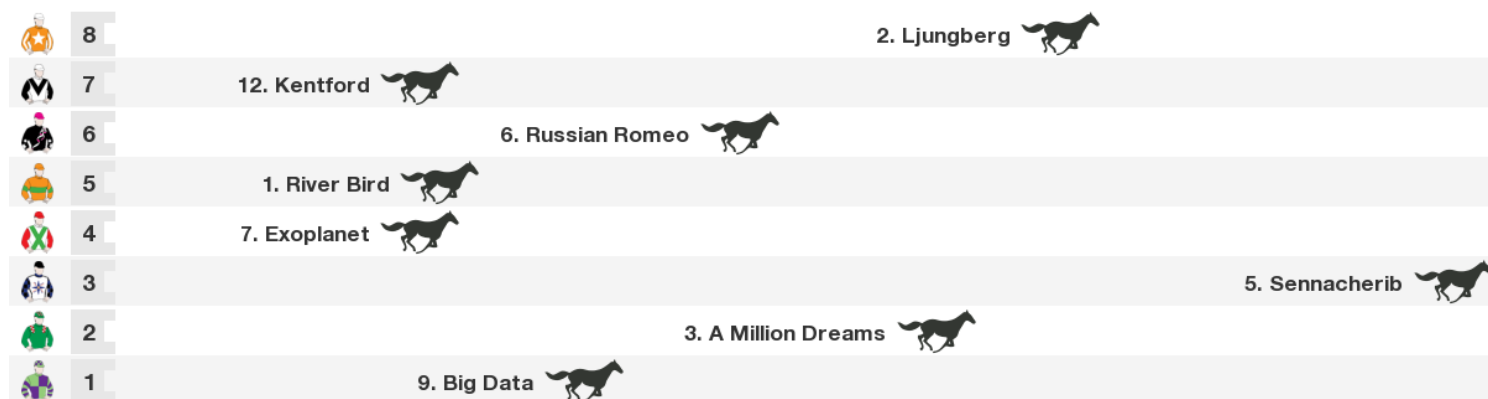 8 2. Ljungberg
7 12. Kentford
6 6. Russian Romeo
5 1. River Bird
4 7. Exoplanet
3 5. Sennacherib
2 3. A Million Dreams
1 9. Big Data